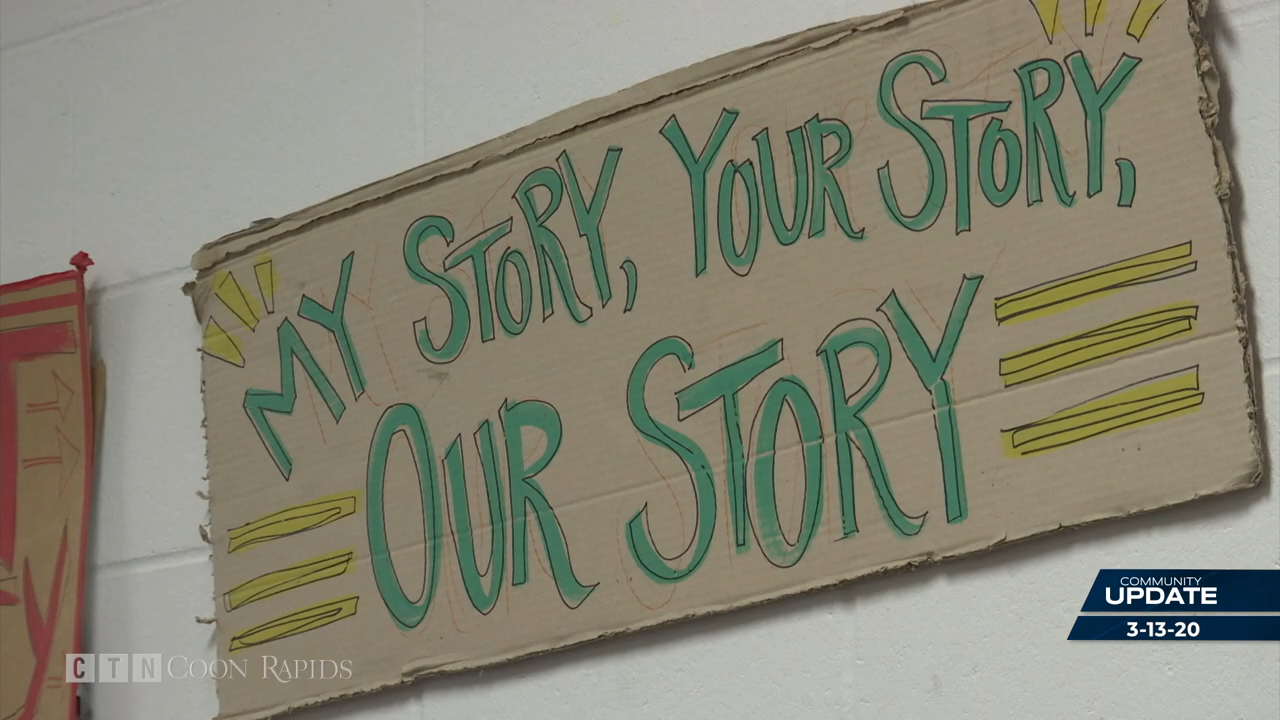 MY STORY, YOUR STORY,
OUR STORY
COMMUNITY
UPDATE
3-13-20
CTN COON RAPIDS